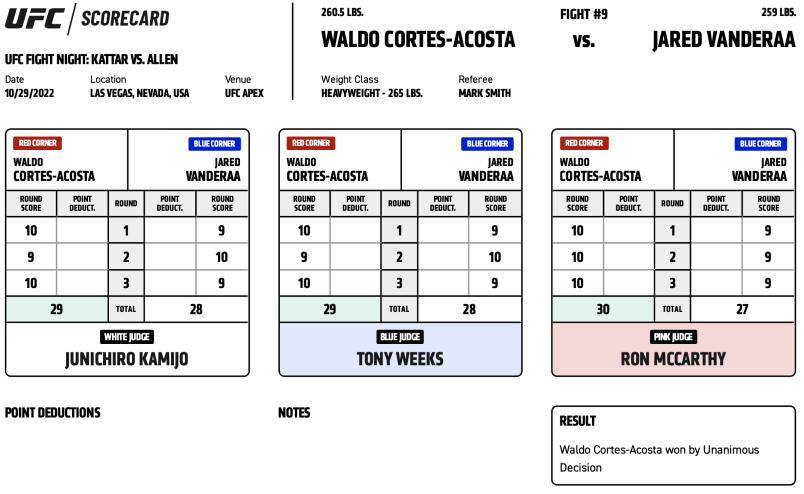 UFC / SCORECARD
UFC FIGHT NIGHT: KATTAR VS. ALLEN
Date Location Venue
10/29/2022 LAS VEGAS, NEVADA, USA UFC APEX
260.5 LBS. FIGHT #9 259 LBS.
WALDO CORTES-ACOSTA VS. JARED VANDERAA
Weight Class Referee
HEAVYWEIGHT - 265 LBS. MARK SMITH
RED CORNER BLUE CORNER
WALDO JARED
CORTES-ACOSTA VANDERAA
ROUND POINT ROUND POINT ROUND
SCORE DEDUCT. DEDUCT. SCORE
10 1 9
9 2 10
10 3 9
29 TOTAL 28
WHITE JUDGE
JUNICHIRO KAMIJO
RED CORNER BLUE CORNER
WALDO JARED
CORTES-ACOSTA VANDERAA
ROUND POINT ROUND POINT ROUND
SCORE DEDUCT. DEDUCT. SCORE
10 1 9
9 2 10
10 3 9
29 TOTAL 28
BLUE JUDGE
TONY WEEKS
RED CORNER BLUE CORNER
WALDO JARED
CORTES-ACOSTA VANDERAA
ROUND POINT ROUND POINT ROUND
SCORE DEDUCT. DEDUCT. SCORE
10 1 9
10 2 9
10 3 9
30 TOTAL 27
PINK JUDGE
RON MCCARTHY
POINT DEDUCTIONS
NOTES
RESULT
Waldo Cortes-Acosta won by Unanimous
Decision